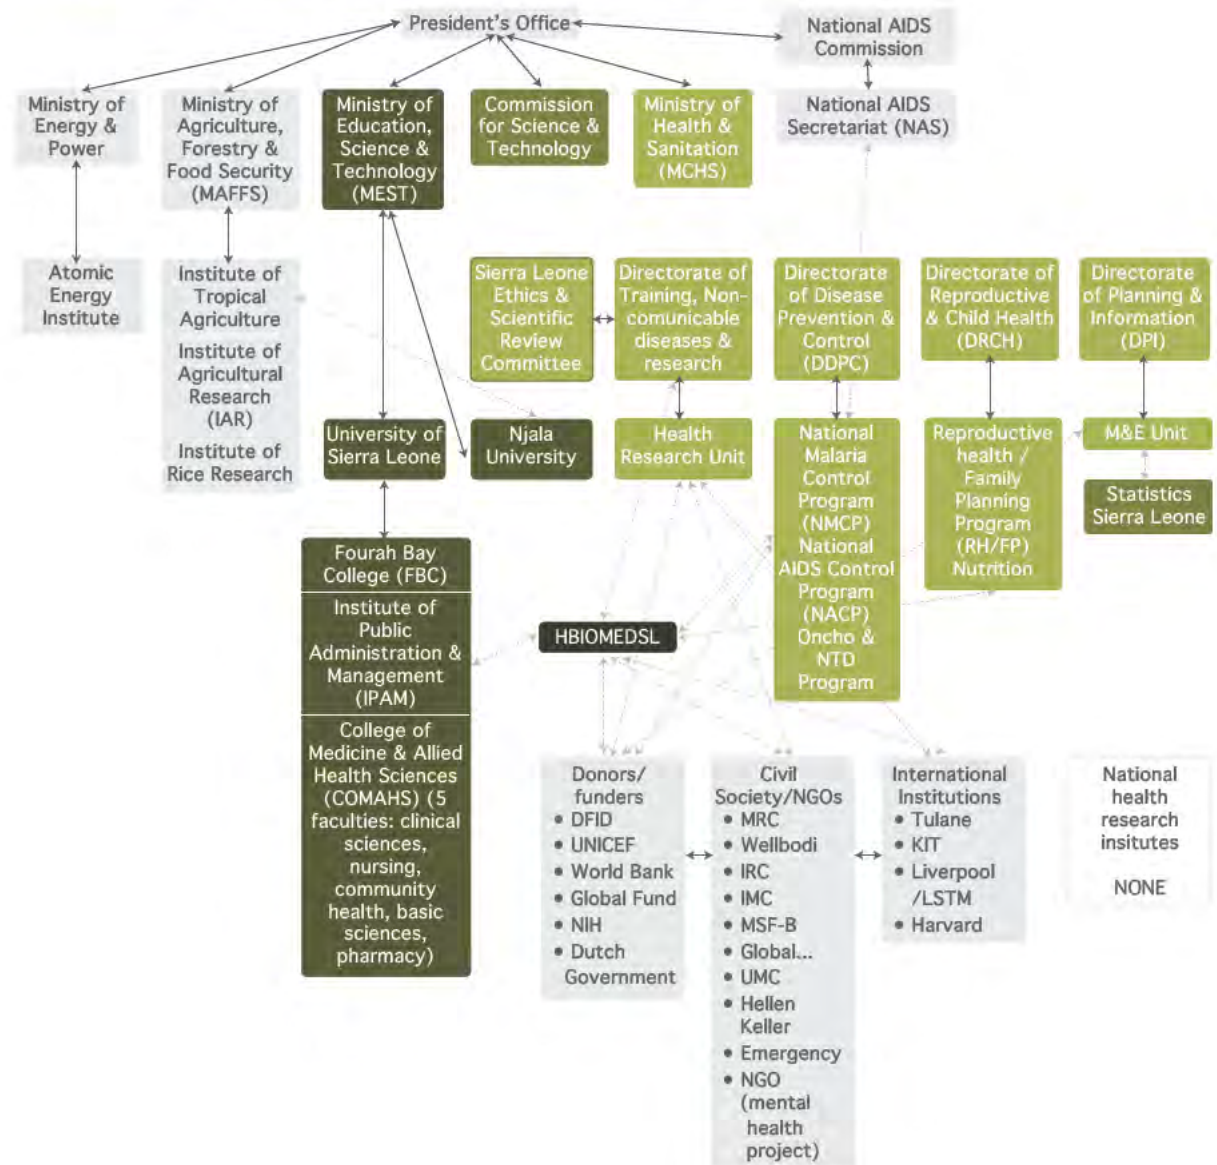 President's Office
National AIDS
Commission
Ministry of
Energy &
Power
Ministry of
Agriculture,
Forestry &
Food Security
(MAFFS)
Ministry of
Education,
Science &
Technology
(MEST)
Commission
for Science &
Technology
Ministry of
Health &
Sanitation
(MCHS)
National AIDS
Secretariat (NAS)
Atomic
Energy
Institute
Institute of
Tropical
Agriculture
Institute of
Agricultural
Research
(IAR)
Institute of
Rice Research
Sierra Leone
Ethics &
Scientific
Review
Committee
Directorate of
Training, Non-
comunicable
diseases &
research
Directorate
of Disease
Prevention &
Control
(DDPC)
Directorate of
Reproductive
& Child Health
(DRCH)
Directorate
of Planning &
Information
(DPI)
University of
Sierra Leone
Njala
University
Health
Research Unit
National
Malaria
Control
Program
(NMCP)
National
AIDS Control
Program
(NACP)
Oncho &
NTD
Program
Reproductive
health /
Family
Planning
Program
(RH/FP)
Nutrition
M&E Unit
Statistics
Sierra Leone
Fourah Bay
College (FBC)
Institute of
Public
Administration &
Management
(IPAM)
College of
Medicine & Allied
Health Sciences
(COMAHS) (5
faculties: clinical
sciences,
nursing,
community
health, basic
sciences,
pharmacy)
HBIOMEDSL
Donors/
funders
• DFID
• UNICEF
• World Bank
• Global Fund
• NIH
• Dutch
Government
Civil
Society/NGOs
• MRC
• Wellbodi
• IRC
• IMC
• MSF-B
• Global...
• UMC
• Hellen
Keller
• Emergency
• NGO
(mental
health
project)
International
Institutions
• Tulane
• KIT
• Liverpool
/LSTM
• Harvard
National
health
research
insitutes
NONE